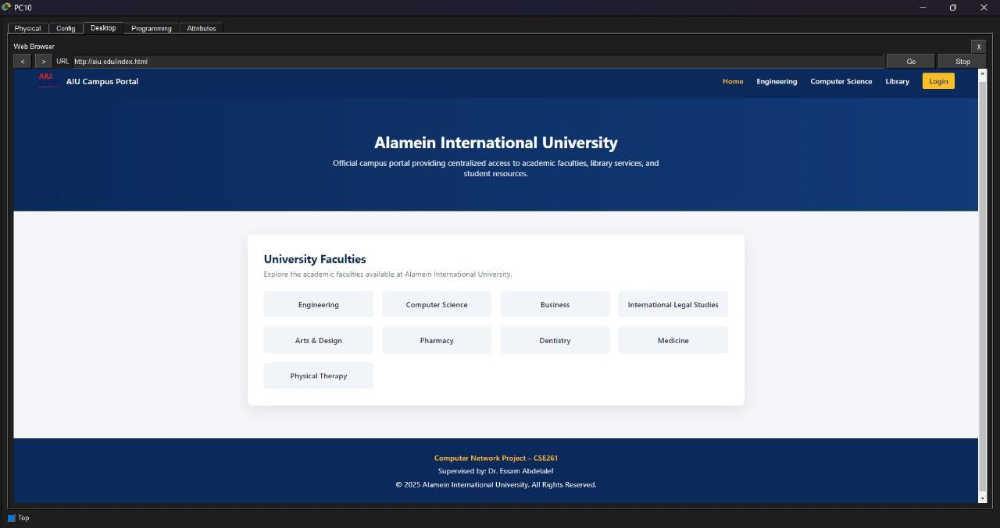 PC10
Physical Config Desktop Programming Attributes
Web Browser
X
< > URL http://aiu.edu/index.html Go Stop
AIU
AIU Campus Portal Home Engineering Computer Science Library Login
Alamein International University
Official campus portal providing centralized access to academic faculties, library services, and
student resources.
University Faculties
Explore the academic faculties available at Alamein International University.
Engineering Computer Science Business International Legal Studies
Arts & Design Pharmacy Dentistry Medicine
Physical Therapy
Computer Network Project – CSE261
Supervised by: Dr. Essam Abdelalef
© 2025 Alamein International University. All Rights Reserved.
Top